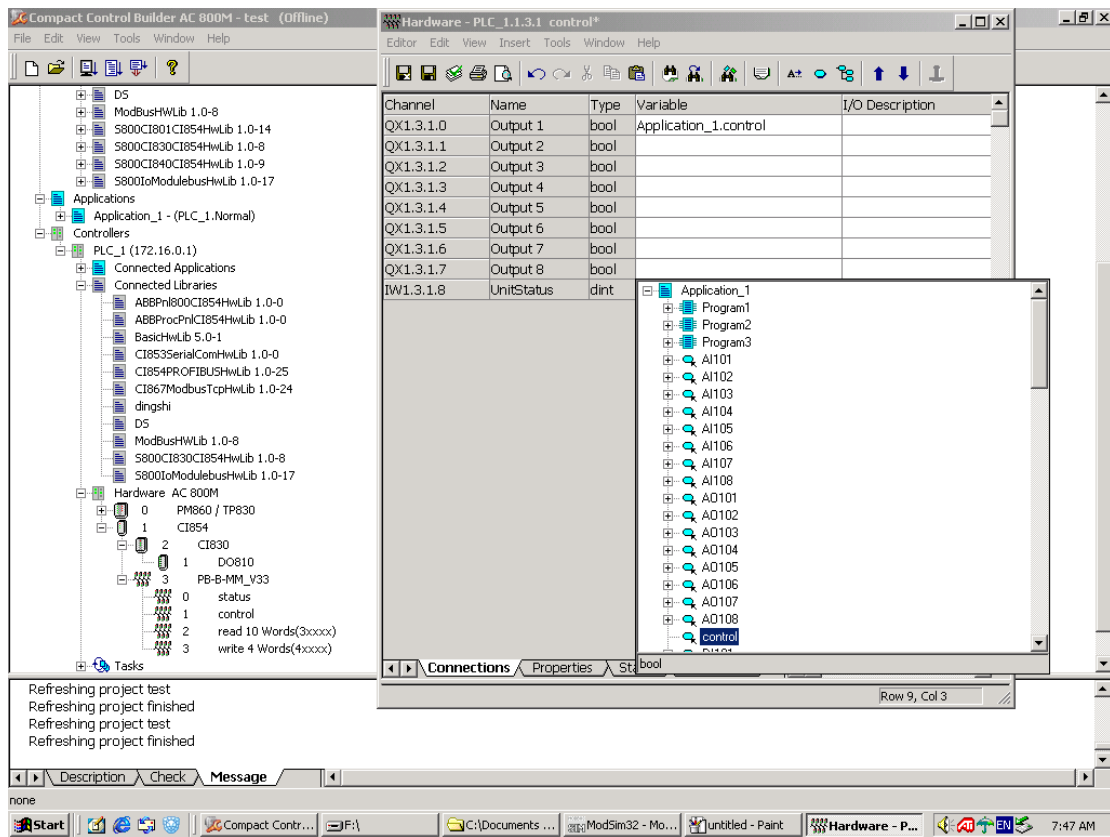 Compact Control Builder AC 800M - test (Offline)
File Edit View Tools Window Help
DS
ModBusHWLib 1.0-8
S800CI801CI854HwLib 1.0-14
S800CI830CI854HwLib 1.0-8
S800CI840CI854HwLib 1.0-9
S800IoModulebusHwLib 1.0-17
Applications
Application_1 - (PLC_1.Normal)
Controllers
PLC_1 (172.16.0.1)
Connected Applications
Connected Libraries
ABBPnl800CI854HwLib 1.0-0
ABBProcPnlCI854HwLib 1.0-0
BasicHwLib 5.0-1
CI853SerialComHwLib 1.0-0
CI854PROFIBUSHwLib 1.0-25
CI867ModbusTcpHwLib 1.0-24
dingshi
DS
ModBusHWLib 1.0-8
S800CI830CI854HwLib 1.0-8
S800IoModulebusHwLib 1.0-17
Hardware AC 800M
0 PM860 / TP830
1 CI854
2 CI830
1 DO810
3 PB-B-MM_V33
0 status
1 control
2 read 10 Words(3xxxx)
3 write 4 Words(4xxxx)
Tasks
Hardware - PLC_1.1.3.1 control*
Editor Edit View Insert Tools Window Help
Channel Name Type Variable I/O Description
QX1.3.1.0 Output 1 bool Application_1.control
QX1.3.1.1 Output 2 bool
QX1.3.1.2 Output 3 bool
QX1.3.1.3 Output 4 bool
QX1.3.1.4 Output 5 bool
QX1.3.1.5 Output 6 bool
QX1.3.1.6 Output 7 bool
QX1.3.1.7 Output 8 bool
IW1.3.1.8 UnitStatus dint
Application_1
Program1
Program2
Program3
AI101
AI102
AI103
AI104
AI105
AI106
AI107
AI108
AO101
AO102
AO103
AO104
AO105
AO106
AO107
AO108
control
bool
Connections Properties
Row 9, Col 3
Refreshing project test
Refreshing project finished
Refreshing project test
Refreshing project finished
Description Check Message
none
Start Compact Contr... F:\ C:\Documents ... ModSim32 - Mo... untitled - Paint Hardware - P... EN 7:47 AM